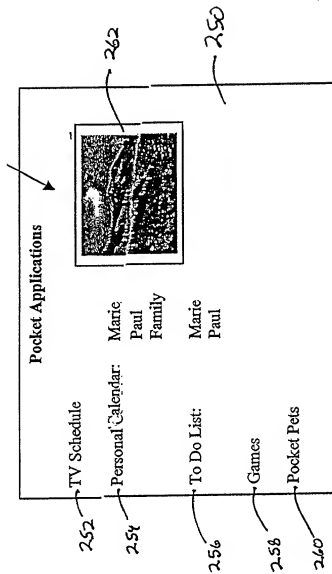 Pocket Applications
262
1
250
252
TV Schedule
254
Personal Calendar:
Marie
Paul
Family
256
To Do List:
Marie
Paul
258
Games
260
Pocket Pets